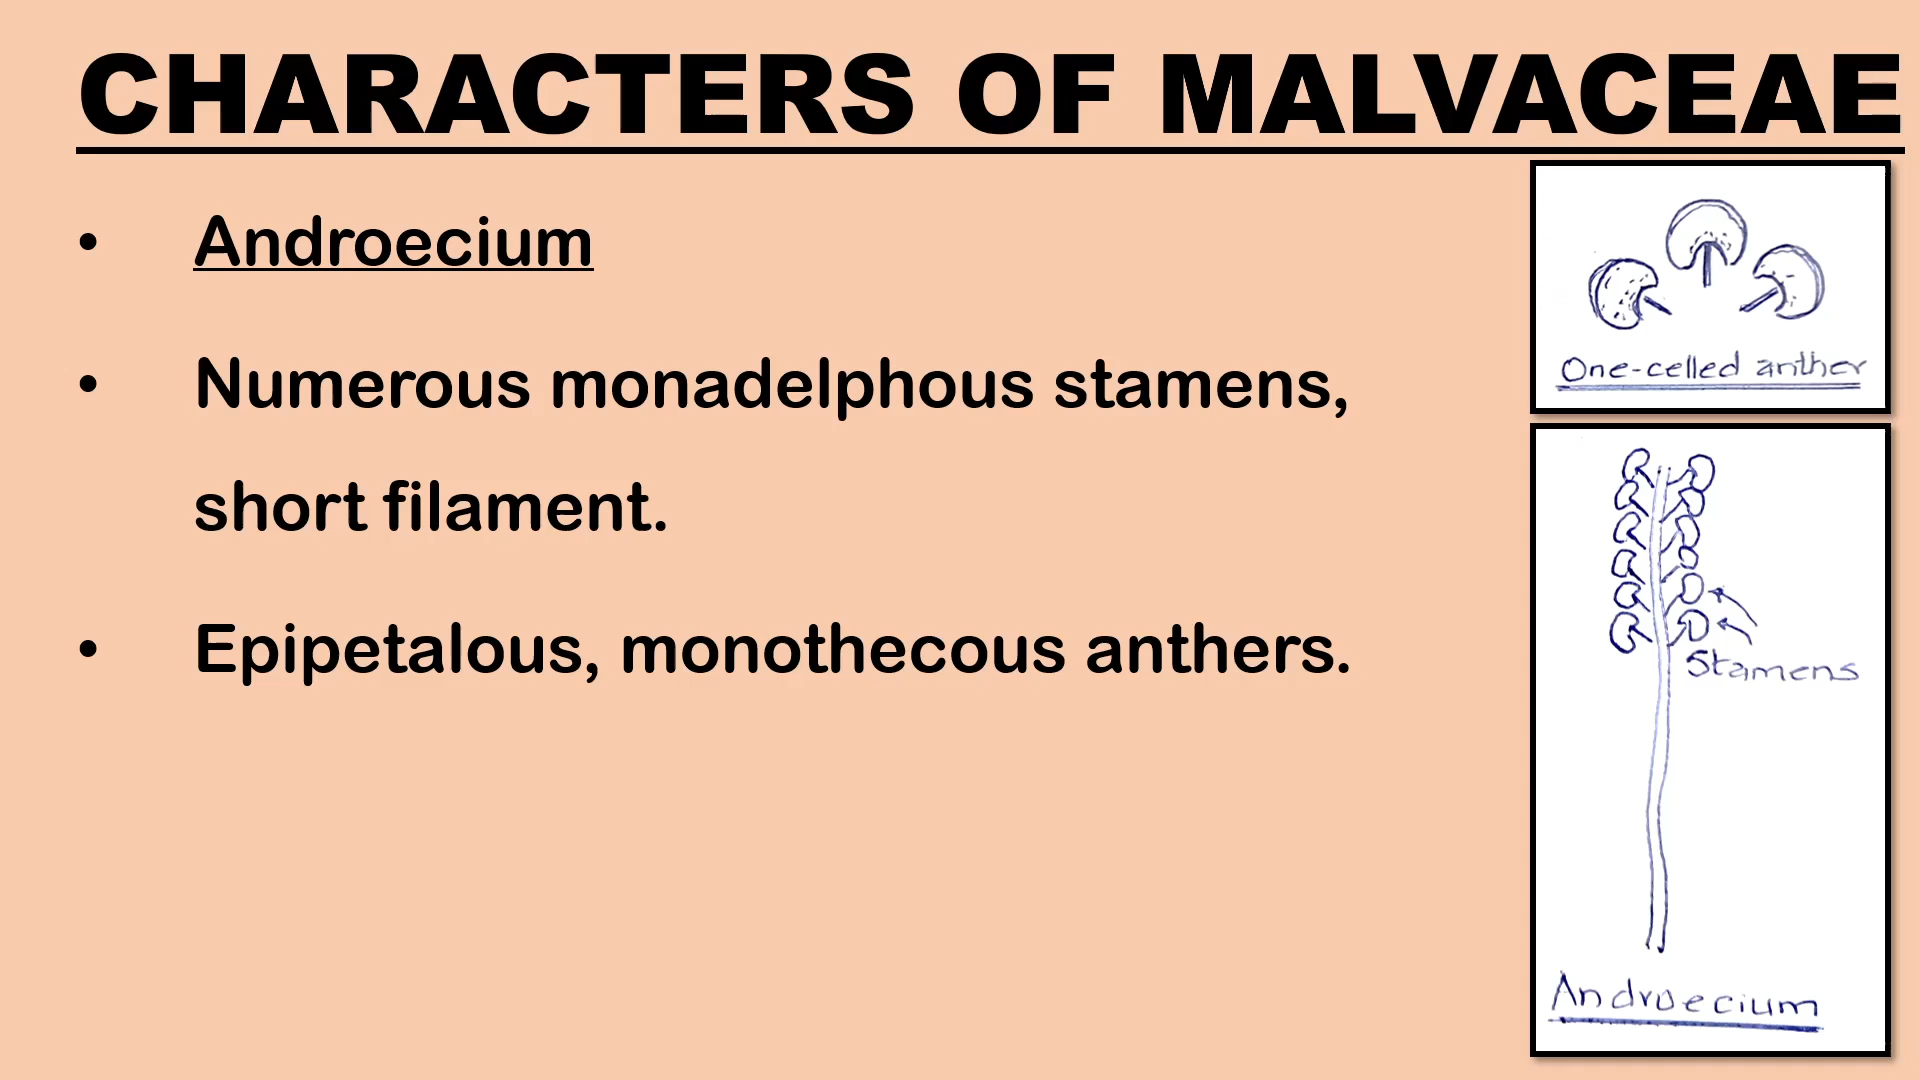 CHARACTERS OF MALVACEAE
• Androecium
• Numerous monadelphous stamens,
short filament.
• Epipetalous, monothecous anthers.
One-celled anther
Stamens
Androecium